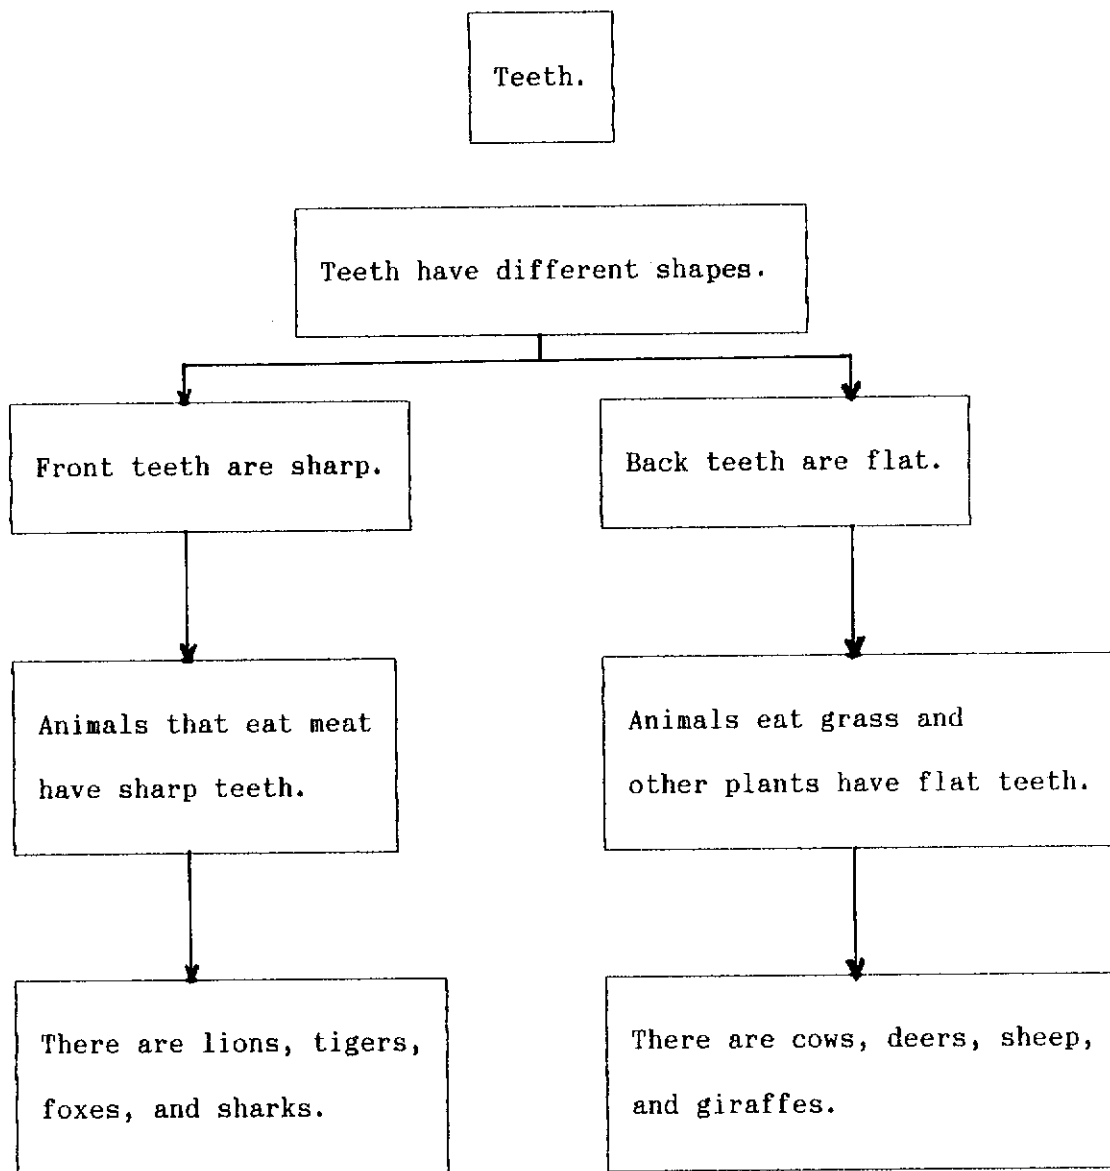 Teeth.
Teeth have different shapes.
Front teeth are sharp.
Back teeth are flat.
Animals that eat meat
have sharp teeth.
Animals eat grass and
other plants have flat teeth.
There are lions, tigers,
foxes, and sharks.
There are cows, deers, sheep,
and giraffes.